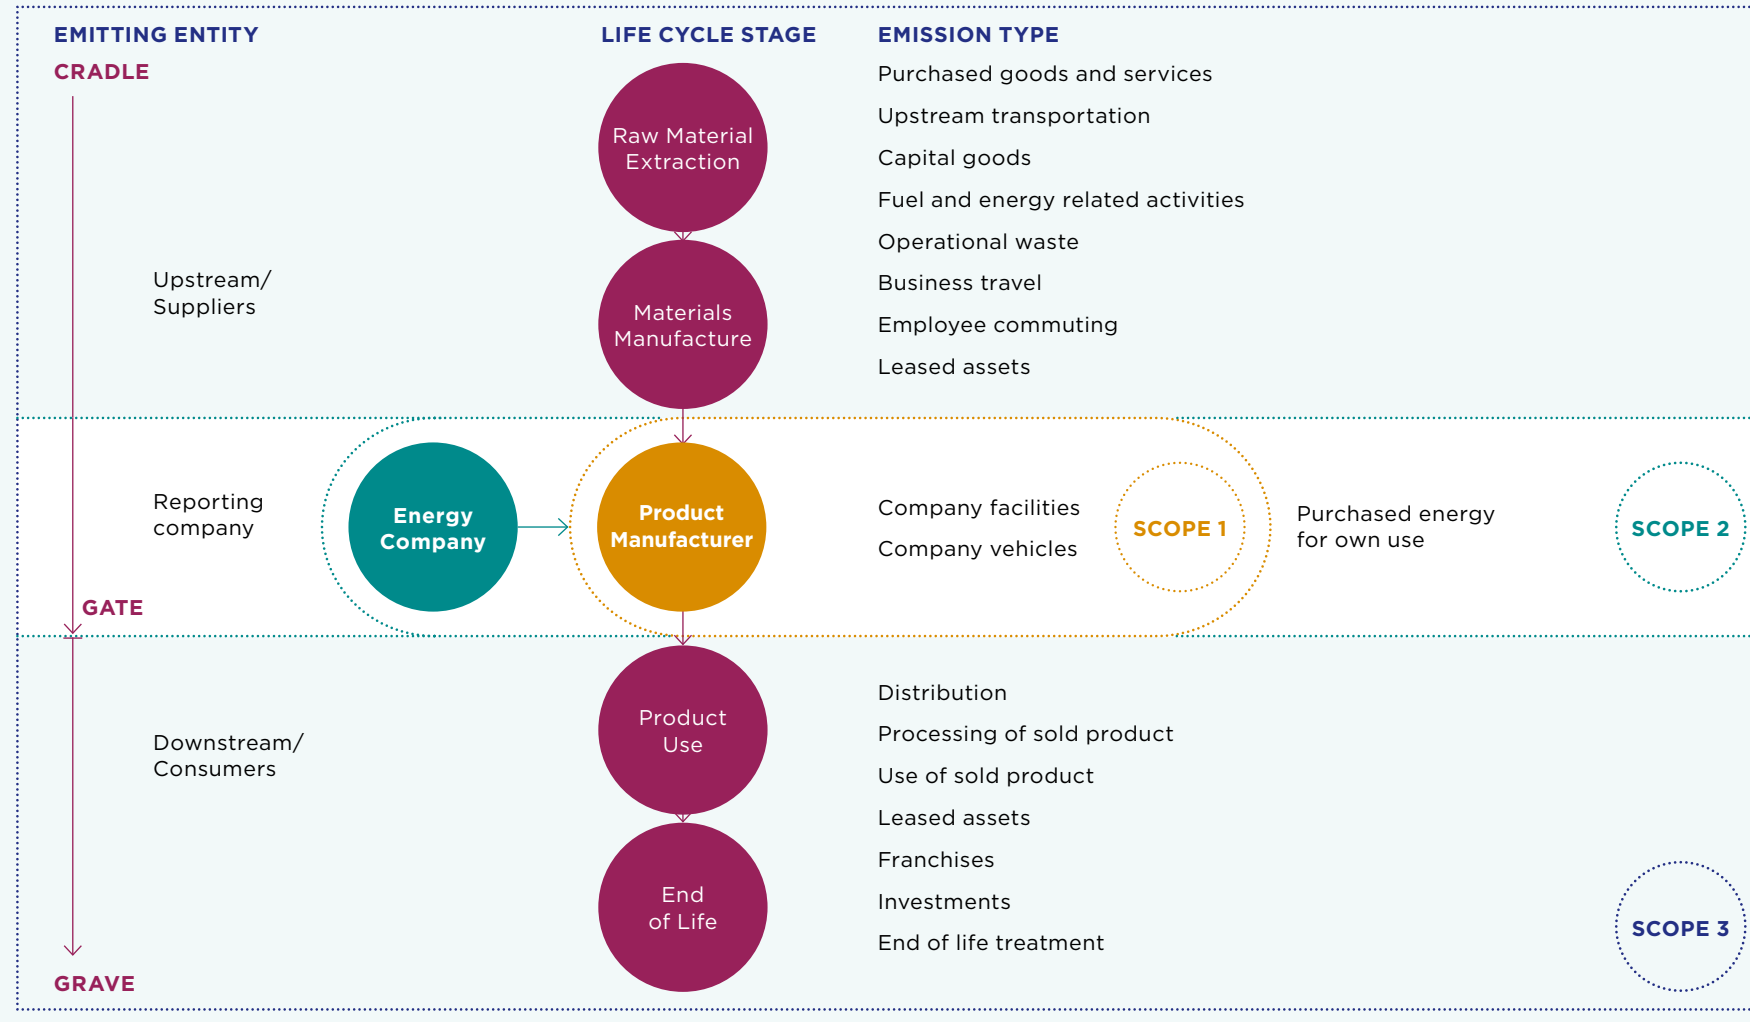 EMITTING ENTITY
LIFE CYCLE STAGE
EMISSION TYPE
CRADLE
Upstream/
Suppliers
Raw Material
Extraction
Materials
Manufacture
Purchased goods and services
Upstream transportation
Capital goods
Fuel and energy related activities
Operational waste
Business travel
Employee commuting
Leased assets
Reporting
company
Energy
Company
Product
Manufacturer
Company facilities
Company vehicles
SCOPE 1
Purchased energy
for own use
SCOPE 2
GATE
Downstream/
Consumers
Product
Use
End
of Life
Distribution
Processing of sold product
Use of sold product
Leased assets
Franchises
Investments
End of life treatment
SCOPE 3
GRAVE